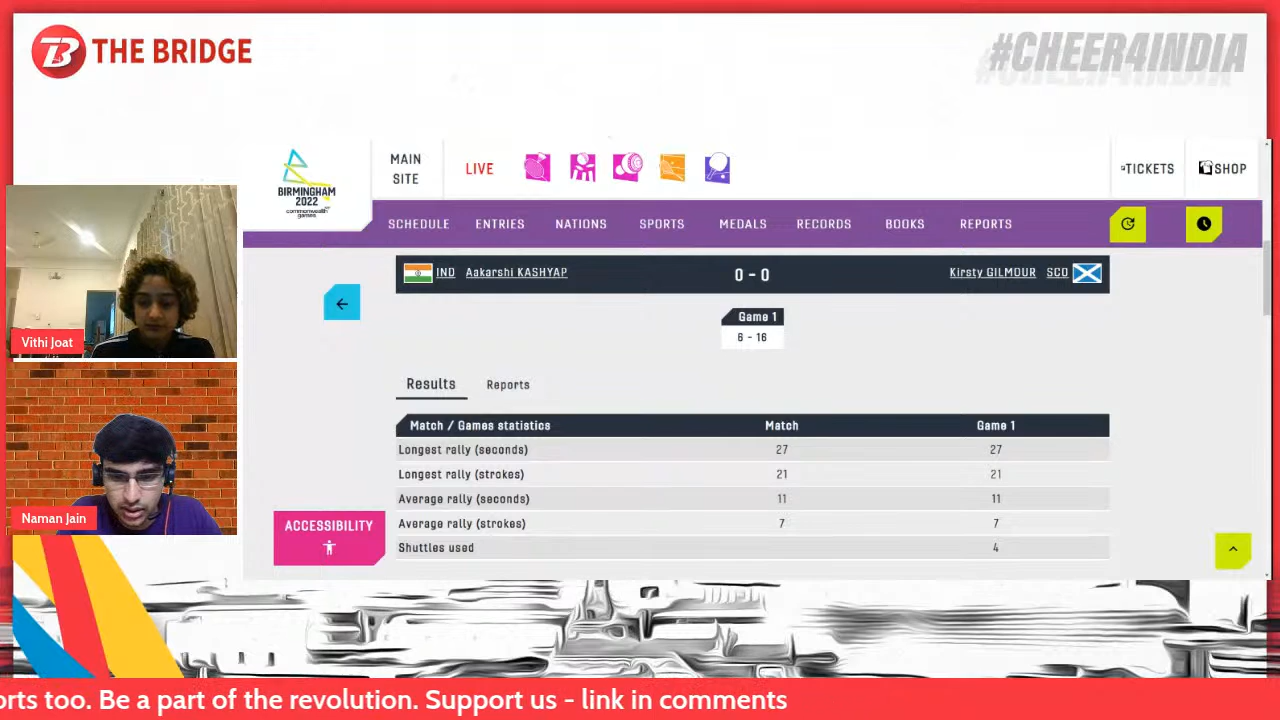 THE BRIDGE
#CHEER4INDIA
BIRMINGHAM
2022
commonwealth
games
MAIN
SITE
LIVE
TICKETS
SHOP
SCHEDULE ENTRIES NATIONS SPORTS MEDALS RECORDS BOOKS REPORTS
IND Aakarshi KASHYAP 0 - 0 Kirsty GILMOUR SCO
Game 1
6 - 16
Results Reports
Match / Games statistics Match Game 1
Longest rally (seconds) 27 27
Longest rally (strokes) 21 21
Average rally (seconds) 11 11
Average rally (strokes) 7 7
Shuttles used 4
ACCESSIBILITY
Vithi Joat
Naman Jain
orts too. Be a part of the revolution. Support us - link in comments